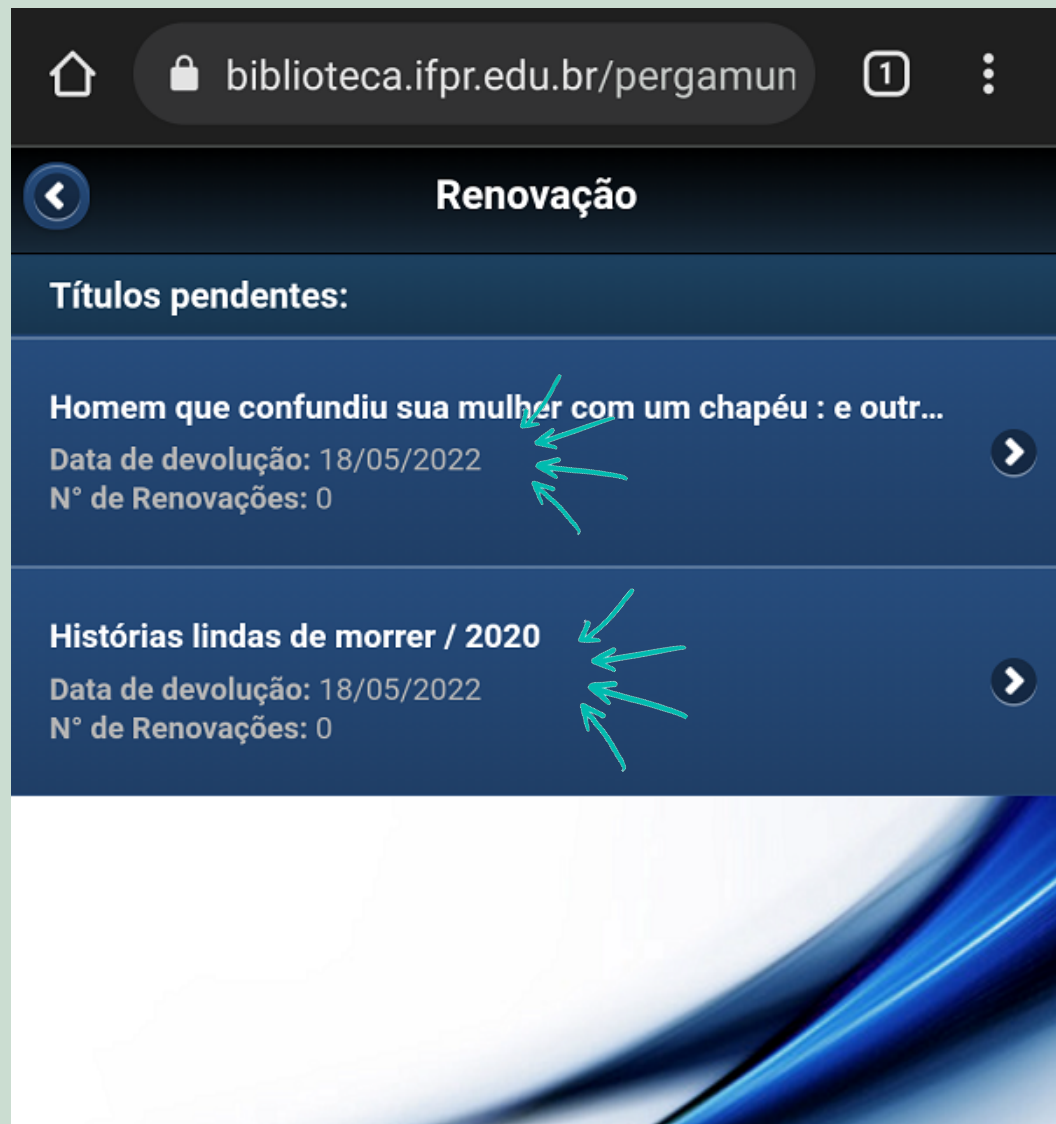 biblioteca.ifpr.edu.br/pergamun
1
Renovação
Títulos pendentes:
Homem que confundiu sua mulher com um chapéu : e outr...
Data de devolução: 18/05/2022
N° de Renovações: 0
Histórias lindas de morrer / 2020
Data de devolução: 18/05/2022
N° de Renovações: 0